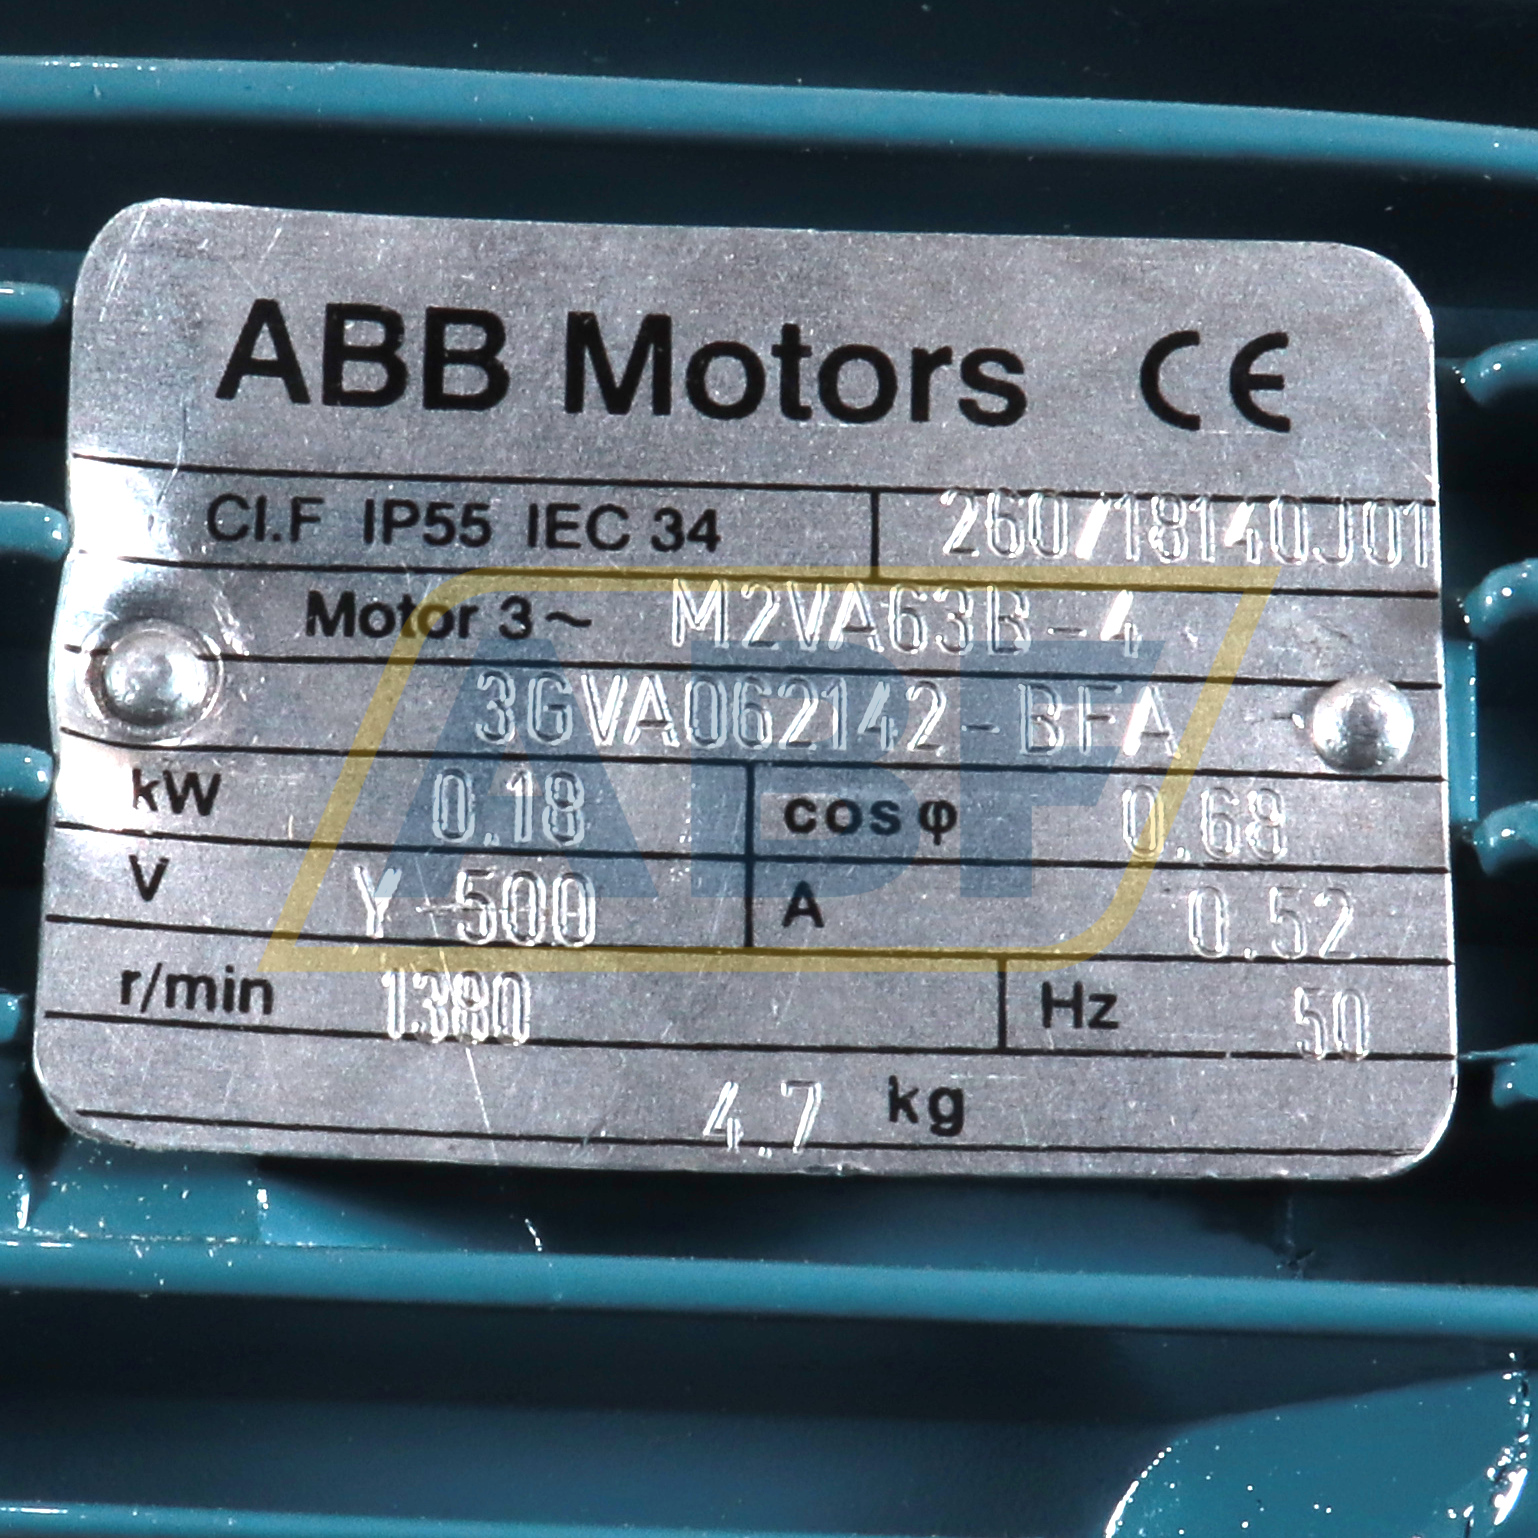 ABB Motors CE
Cl.F IP55 IEC 34 260/18140J01
Motor 3~ M2VA63B-4
3GVA062142-BFA
kW 0.18 cos φ 0.68
V Y 500 A 0.52
r/min 1380 Hz 50
4.7 kg
ABF